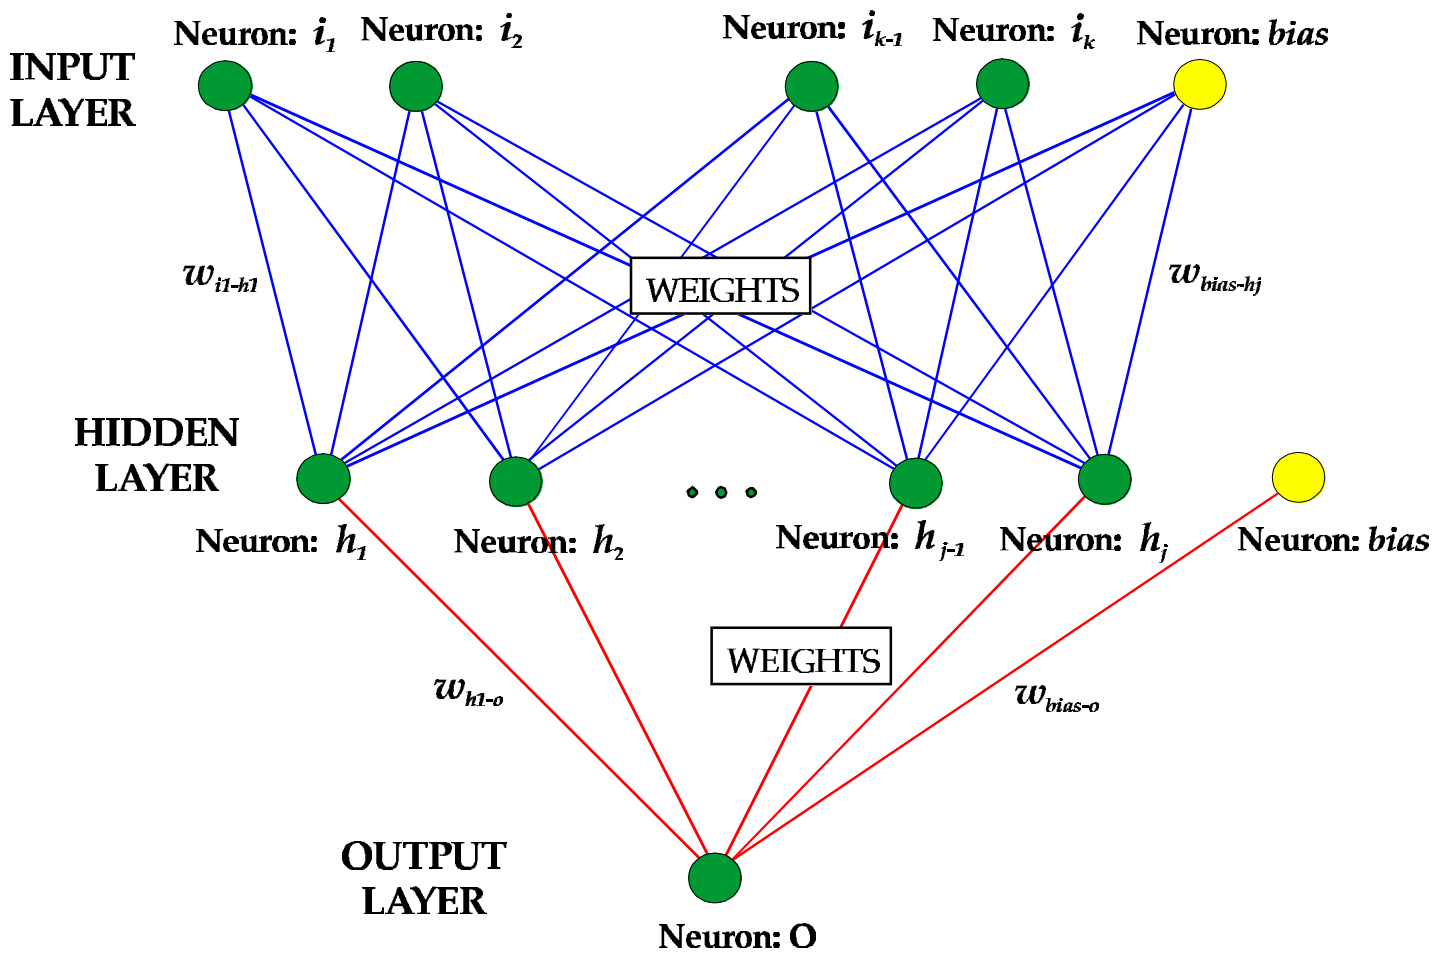 Neuron: i1 Neuron: i2 Neuron: ik-1 Neuron: ik Neuron: bias
INPUT
LAYER
wi1-h1 WEIGHTS wbias-hj
HIDDEN
LAYER
Neuron: h1 Neuron: h2 Neuron: hj-1 Neuron: hj Neuron: bias
WEIGHTS
wh1-o wbias-o
OUTPUT
LAYER
Neuron: O